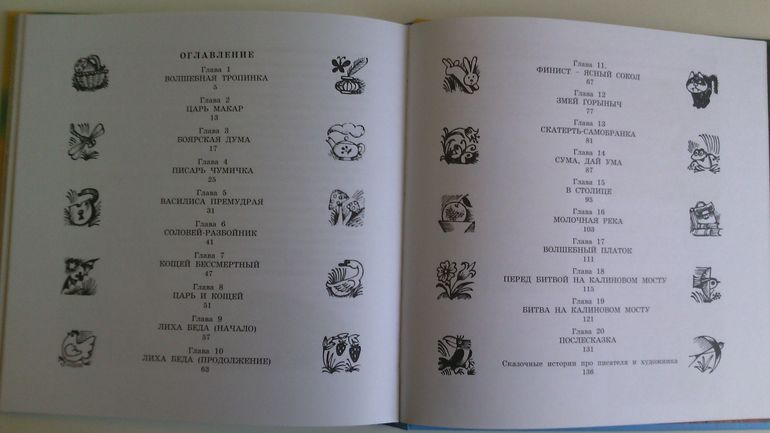 ОГЛАВЛЕНИЕ
Глава 1
ВОЛШЕБНАЯ ТРОПИНКА
5
Глава 2
ЦАРЬ МАКАР
13
Глава 3
БОЯРСКАЯ ДУМА
17
Глава 4
ПИСАРЬ ЧУМИЧКА
25
Глава 5
ВАСИЛИСА ПРЕМУДРАЯ
31
Глава 6
СОЛОВЕЙ-РАЗБОЙНИК
41
Глава 7
КОЩЕЙ БЕССМЕРТНЫЙ
47
Глава 8
ЦАРЬ И КОЩЕЙ
51
Глава 9
ЛИХА БЕДА (НАЧАЛО)
57
Глава 10
ЛИХА БЕДА (ПРОДОЛЖЕНИЕ)
63
Глава 11.
ФИНИСТ – ЯСНЫЙ СОКОЛ
67
Глава 12
ЗМЕЙ ГОРЫНЫЧ
77
Глава 13
СКАТЕРТЬ-САМОБРАНКА
81
Глава 14
СУМА, ДАЙ УМА
87
Глава 15
В СТОЛИЦЕ
95
Глава 16
МОЛОЧНАЯ РЕКА
103
Глава 17
ВОЛШЕБНЫЙ ПЛАТОК
111
Глава 18
ПЕРЕД БИТВОЙ НА КАЛИНОВОМ МОСТУ
115
Глава 19
БИТВА НА КАЛИНОВОМ МОСТУ
121
Глава 20
ПОСЛЕСКАЗКА
131
Сказочные истории про писателя и художника
136